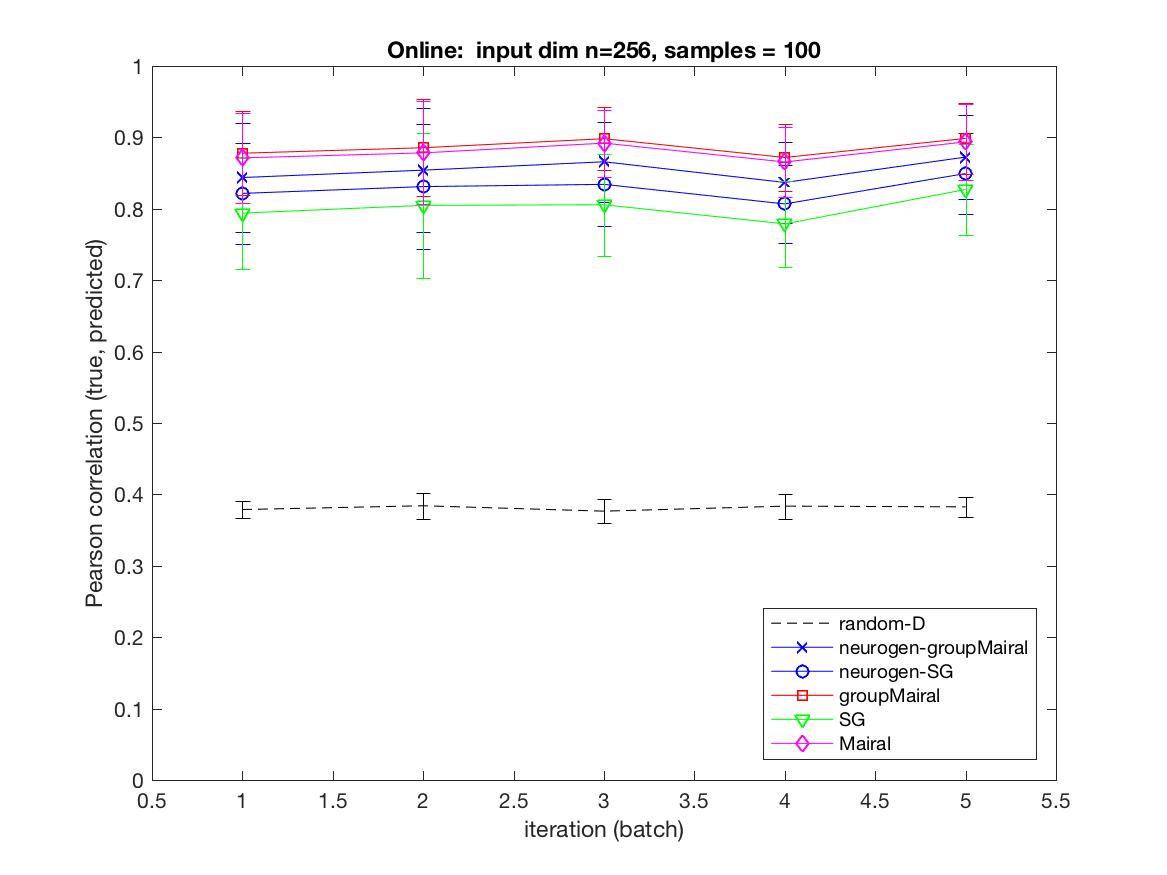 Online:  input dim n=256, samples = 100
1
0.9
0.8
0.7
0.6
0.5
0.4
0.3
0.2
0.1
0
Pearson correlation (true, predicted)
random-D
neurogen-groupMairal
neurogen-SG
groupMairal
SG
Mairal
0.5 1 1.5 2 2.5 3 3.5 4 4.5 5 5.5
iteration (batch)